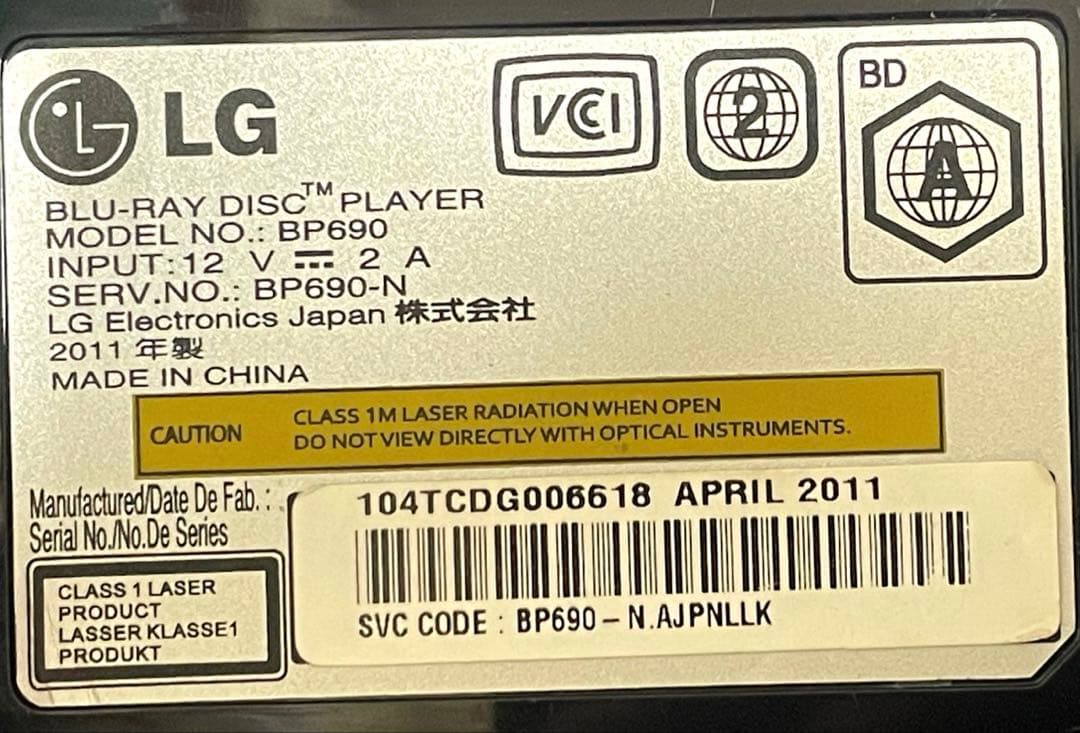 LG
VCCI
2
BD
A
BLU-RAY DISC™ PLAYER
MODEL NO.: BP690
INPUT:12 V ⎓ 2 A
SERV.NO.: BP690-N
LG Electronics Japan 株式会社
2011 年製
MADE IN CHINA
CAUTION
CLASS 1M LASER RADIATION WHEN OPEN
DO NOT VIEW DIRECTLY WITH OPTICAL INSTRUMENTS.
Manufactured/Date De Fab.:
Serial No./No.De Series
104TCDG006618 APRIL 2011
SVC CODE : BP690-N.AJPNLLK
CLASS 1 LASER
PRODUCT
LASSER KLASSE1
PRODUKT